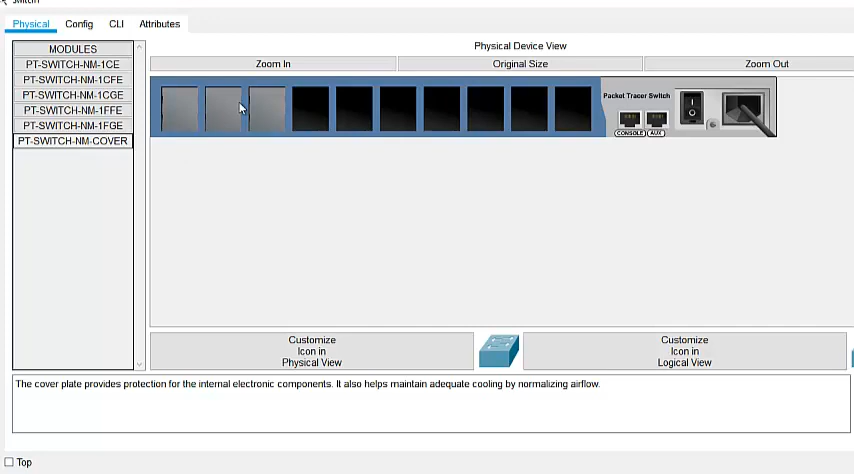 Switch1
Physical Config CLI Attributes
MODULES
PT-SWITCH-NM-1CE
PT-SWITCH-NM-1CFE
PT-SWITCH-NM-1CGE
PT-SWITCH-NM-1FFE
PT-SWITCH-NM-1FGE
PT-SWITCH-NM-COVER
Physical Device View
Zoom In Original Size Zoom Out
Packet Tracer Switch
CONSOLE AUX
Customize
Icon in
Physical View
Customize
Icon in
Logical View
The cover plate provides protection for the internal electronic components. It also helps maintain adequate cooling by normalizing airflow.
Top